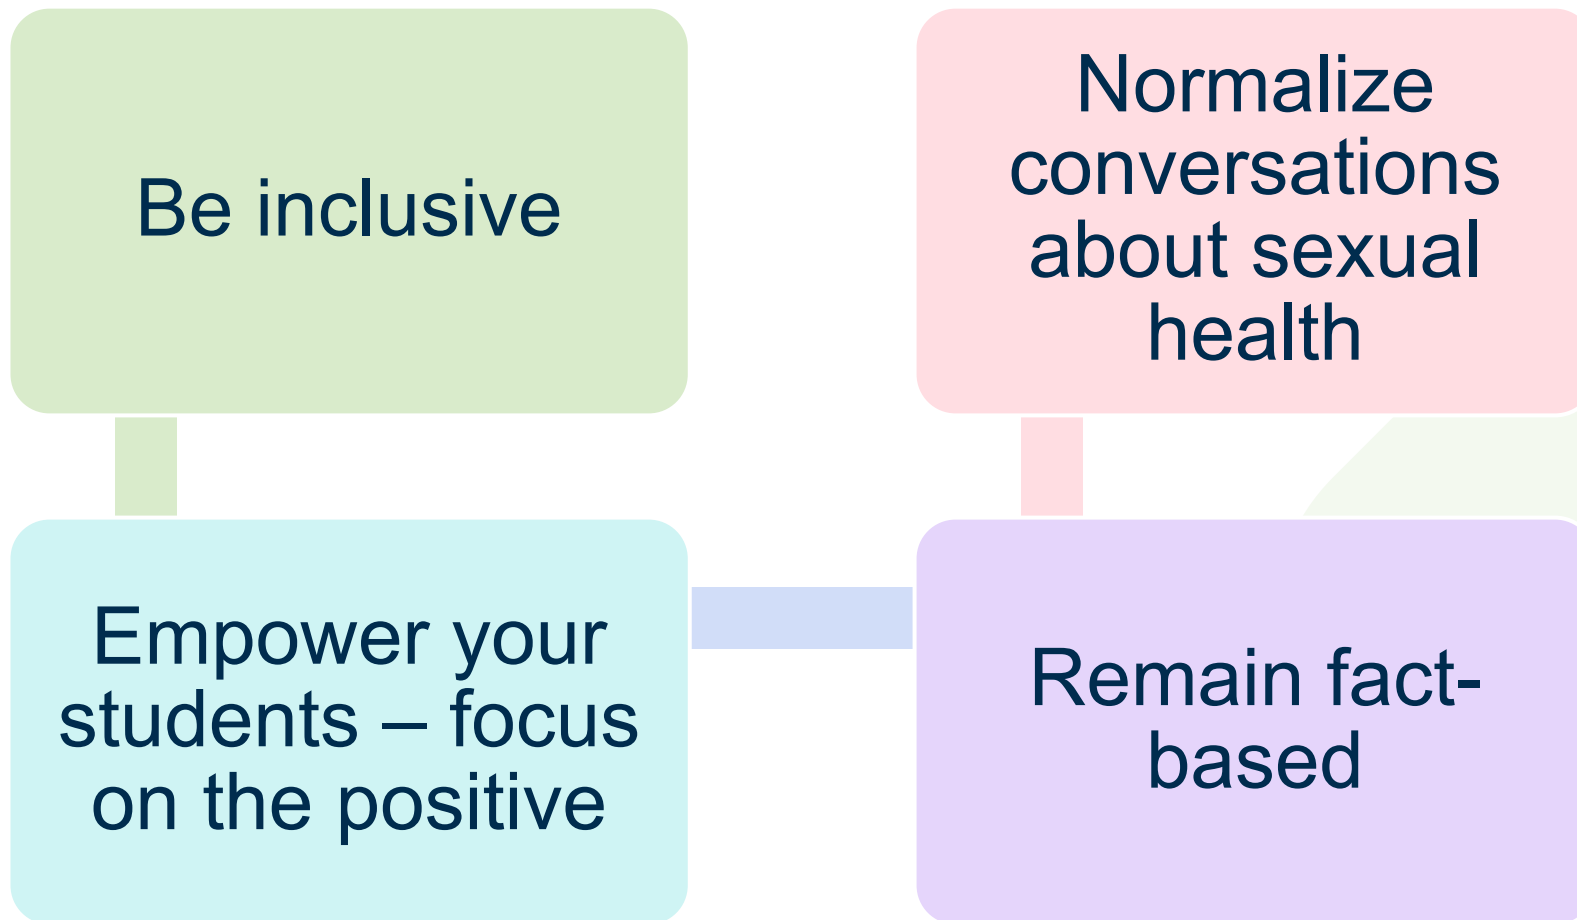 Be inclusive
Normalize
conversations
about sexual
health
Empower your
students – focus
on the positive
Remain fact-
based